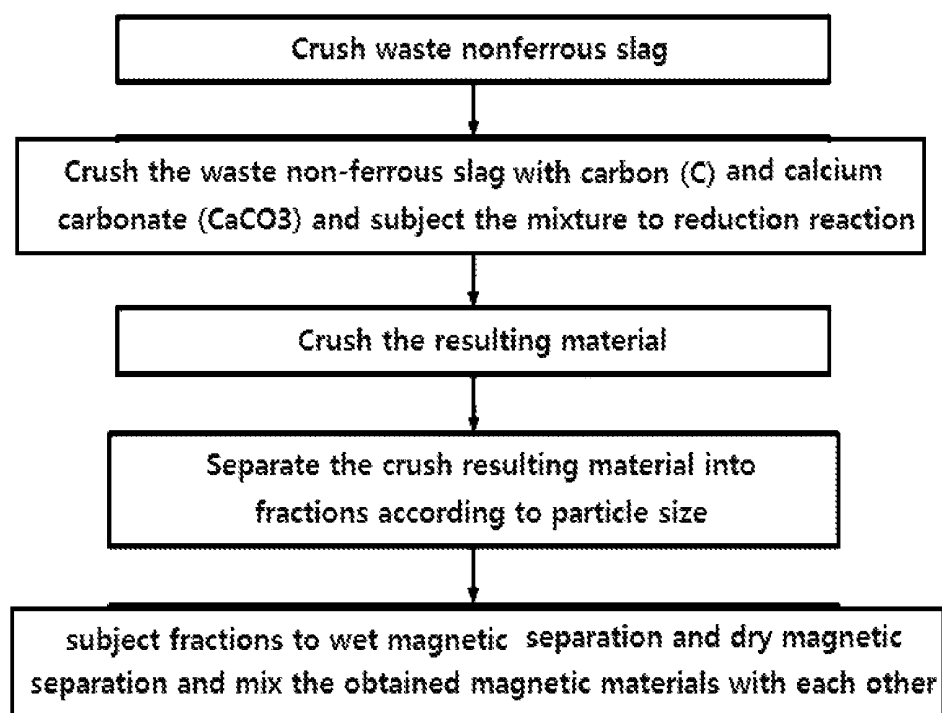 Crush waste nonferrous slag
Crush the waste non-ferrous slag with carbon (C) and calcium
carbonate (CaCO3) and subject the mixture to reduction reaction
Crush the resulting material
Separate the crush resulting material into
fractions according to particle size
subject fractions to wet magnetic separation and dry magnetic
separation and mix the obtained magnetic materials with each other